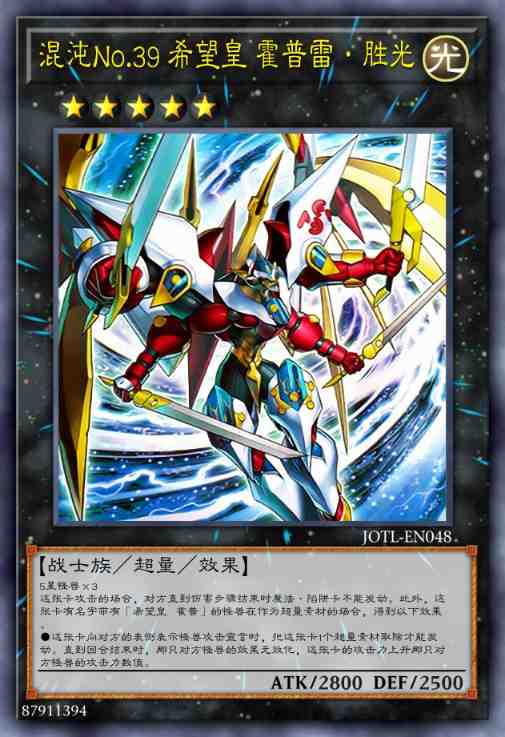 混沌No.39 希望皇 霍普雷·胜光 光
JOTL-EN048
【战士族／超量／效果】
5星怪兽×3
这张卡攻击的场合，对方直到伤害步骤结束时魔法·陷阱卡不能发动。此外，这
张卡有名字带有「希望皇 霍普」的怪兽在作为超量素材的场合，得到以下效果
。
●这张卡向对方的表侧表示怪兽攻击宣言时，把这张卡1个超量素材取除才能发
动。直到回合结束时，那只对方怪兽的效果无效化，这张卡的攻击力上升那只对
方怪兽的攻击力数值。
ATK/2800 DEF/2500
87911394